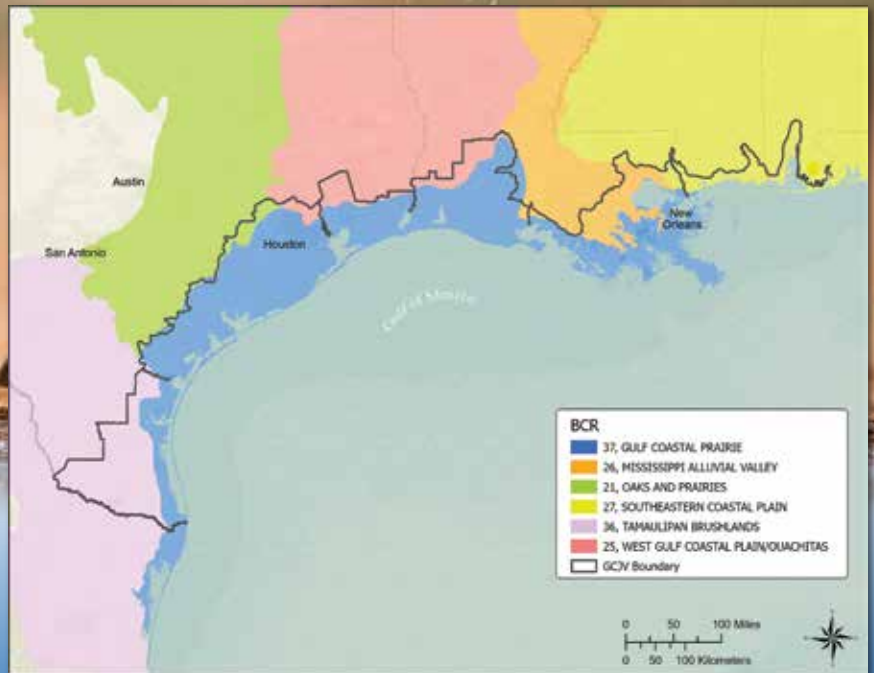 Austin
San Antonio
Houston
New
Orleans
Gulf of Mexico
BCR
37, GULF COASTAL PRAIRIE
26, MISSISSIPPI ALLUVIAL VALLEY
21, OAKS AND PRAIRIES
27, SOUTHEASTERN COASTAL PLAIN
36, TAMAULIPAN BRUSHLANDS
25, WEST GULF COASTAL PLAIN/OUACHITAS
GCJV Boundary
0 50 100 Miles
0 50 100 Kilometers